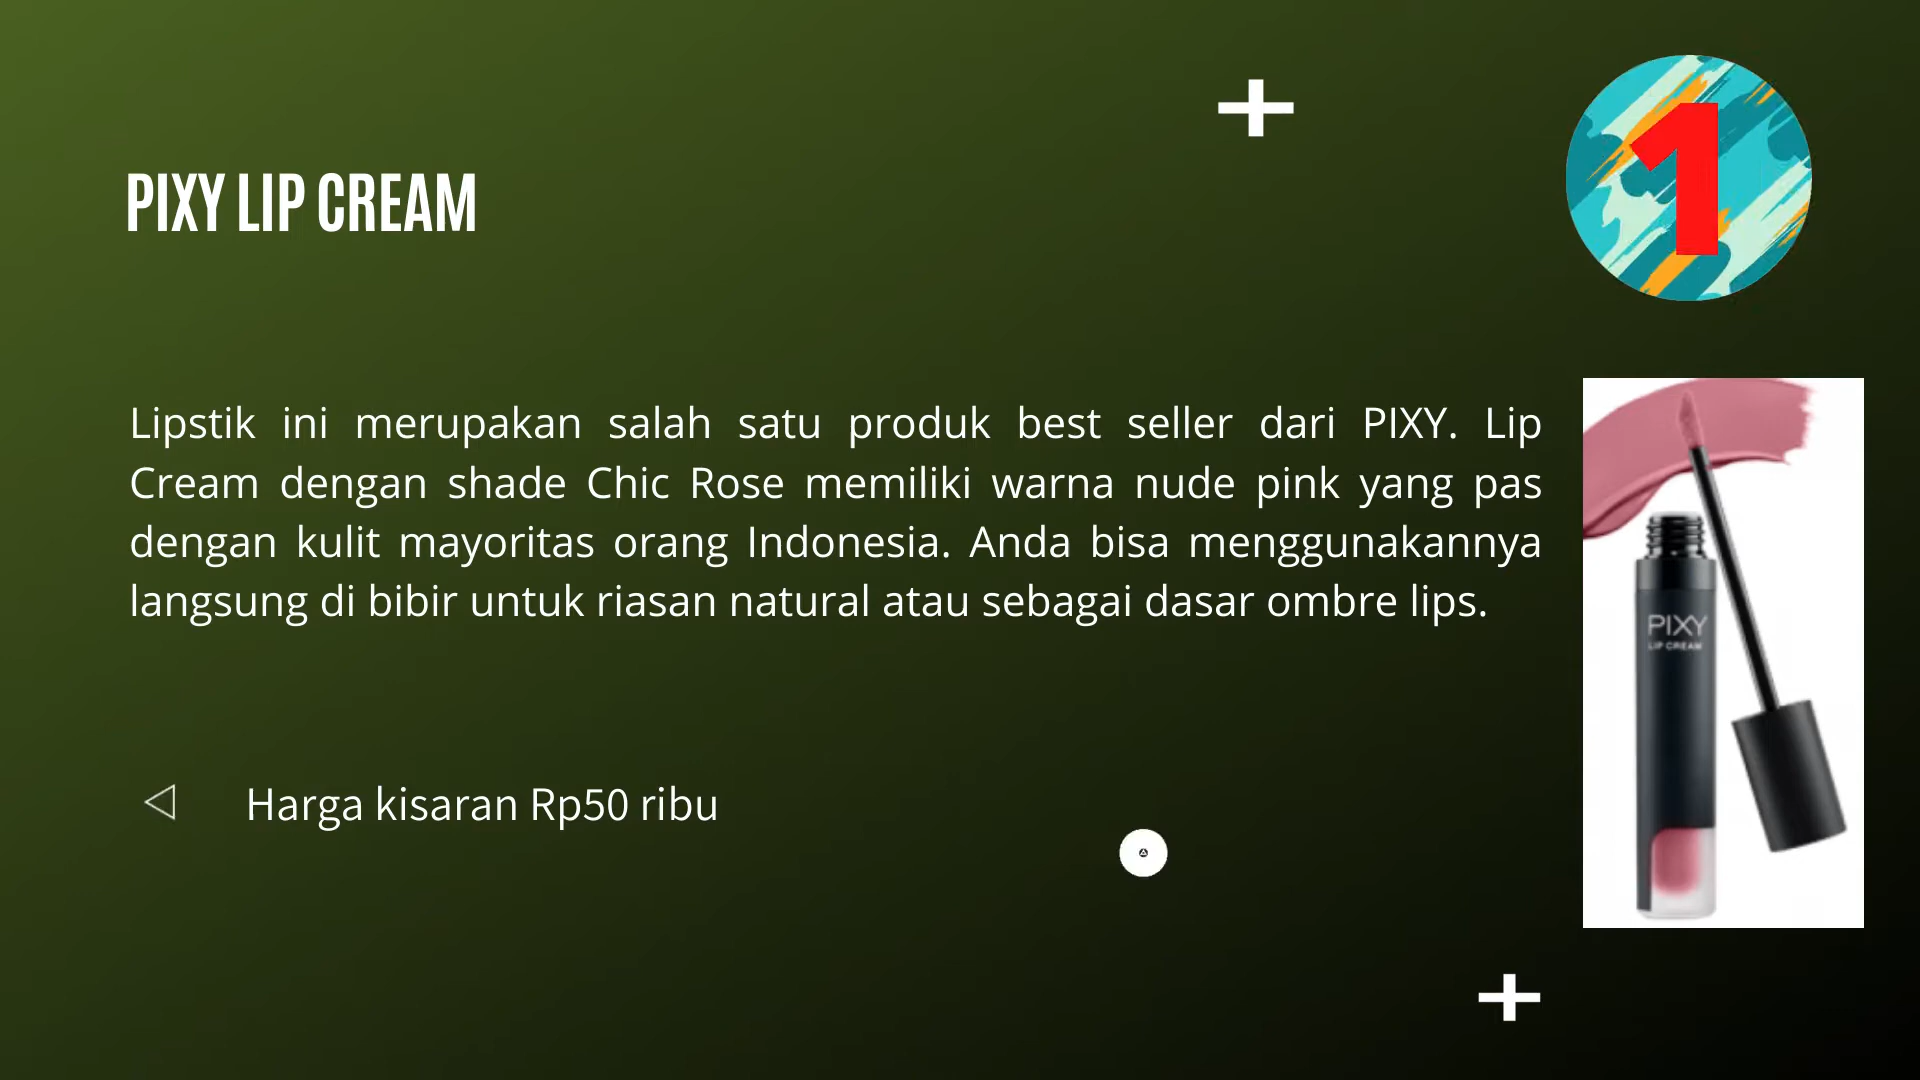 1
PIXY LIP CREAM
Lipstik ini merupakan salah satu produk best seller dari PIXY. Lip
Cream dengan shade Chic Rose memiliki warna nude pink yang pas
dengan kulit mayoritas orang Indonesia. Anda bisa menggunakannya
langsung di bibir untuk riasan natural atau sebagai dasar ombre lips.
PIXY
LIP CREAM
Harga kisaran Rp50 ribu